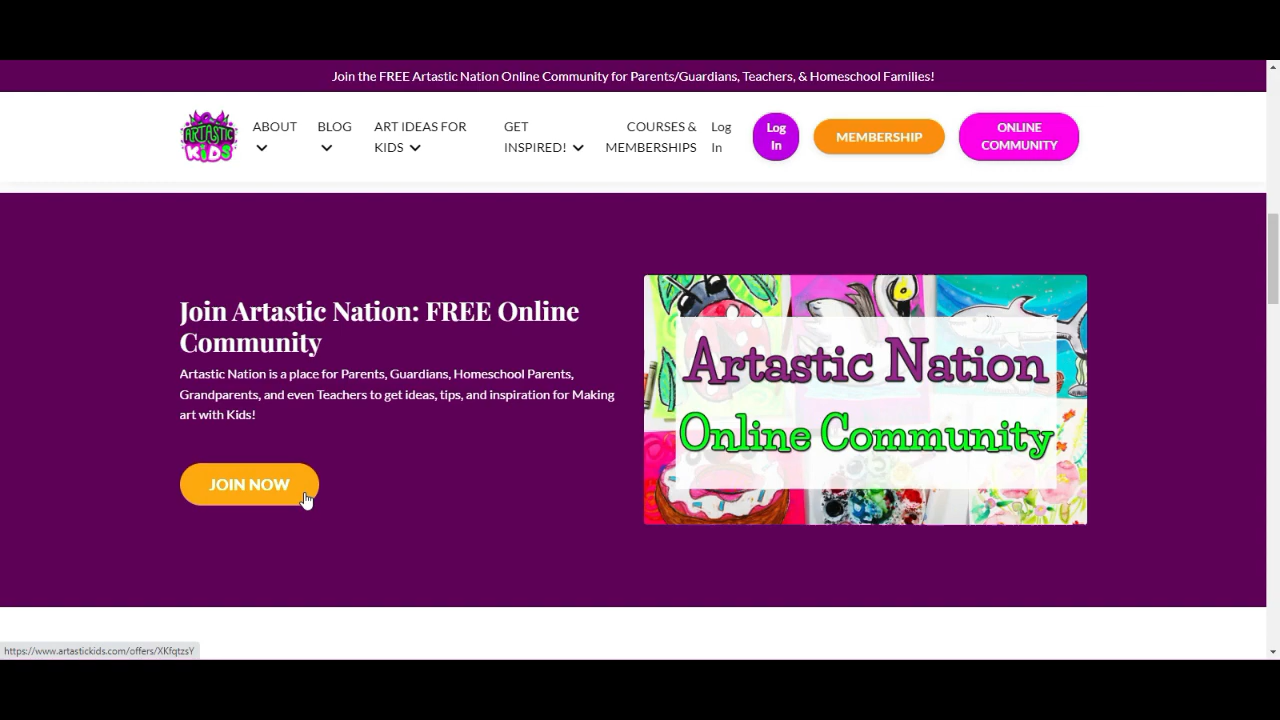 Join the FREE Artastic Nation Online Community for Parents/Guardians, Teachers, & Homeschool Families!
ARTASTIC
KiDS
ABOUT
BLOG
ART IDEAS FOR
KIDS
GET
INSPIRED!
COURSES &
MEMBERSHIPS
Log
In
Log
In
MEMBERSHIP
ONLINE
COMMUNITY
Join Artastic Nation: FREE Online
Community
Artastic Nation is a place for Parents, Guardians, Homeschool Parents,
Grandparents, and even Teachers to get ideas, tips, and inspiration for Making
art with Kids!
JOIN NOW
Artastic Nation
Online Community
https://www.artastickids.com/offers/XKfqtzsY